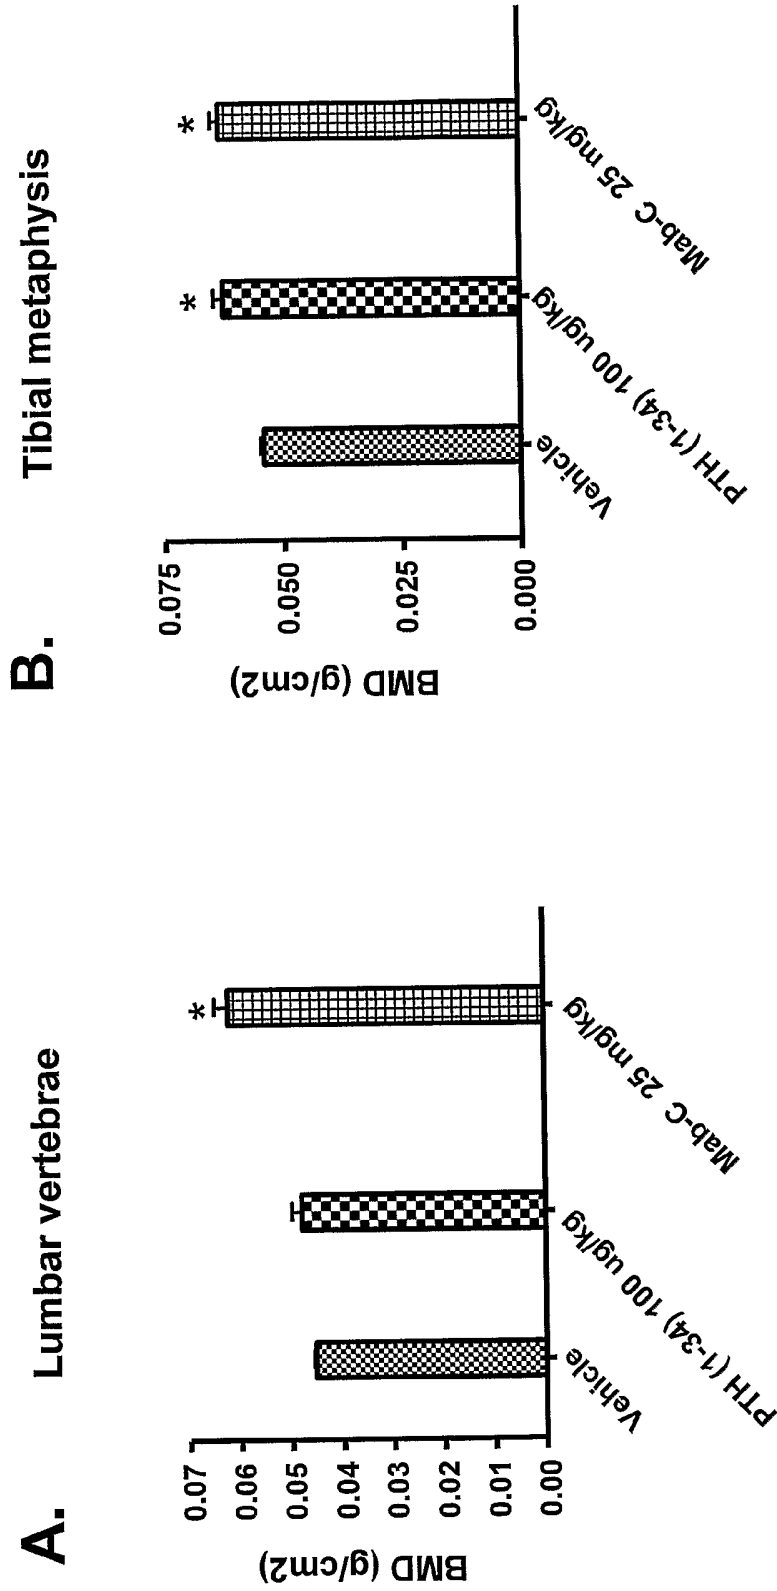 A.
Lumbar vertebrae
BMD (g/cm2)
0.07
0.06
0.05
0.04
0.03
0.02
0.01
0.00
*
Vehicle
PTH (1-34) 100 ug/kg
Mab-C 25 mg/kg
B.
Tibial metaphysis
BMD (g/cm2)
0.075
0.050
0.025
0.000
*
*
Vehicle
PTH (1-34) 100 ug/kg
Mab-C 25 mg/kg